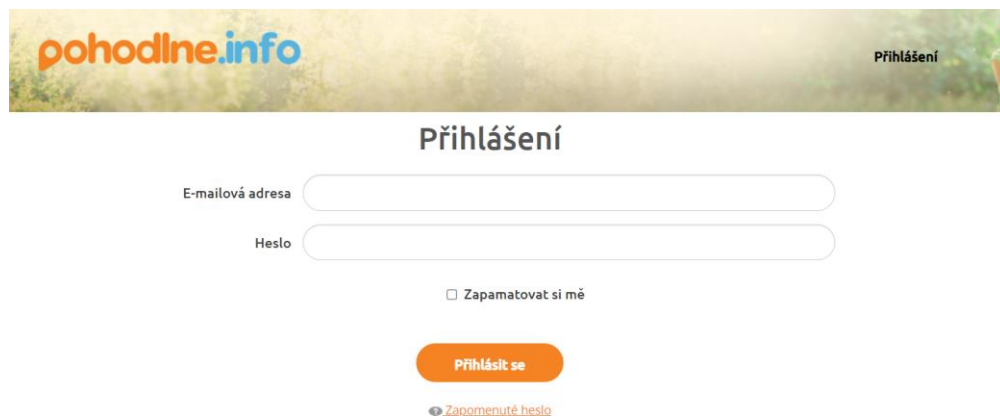 pohodlne.info
Přihlášení
Přihlášení
E-mailová adresa
Heslo
Zapamatovat si mě
Přihlásit se
Zapomenuté heslo